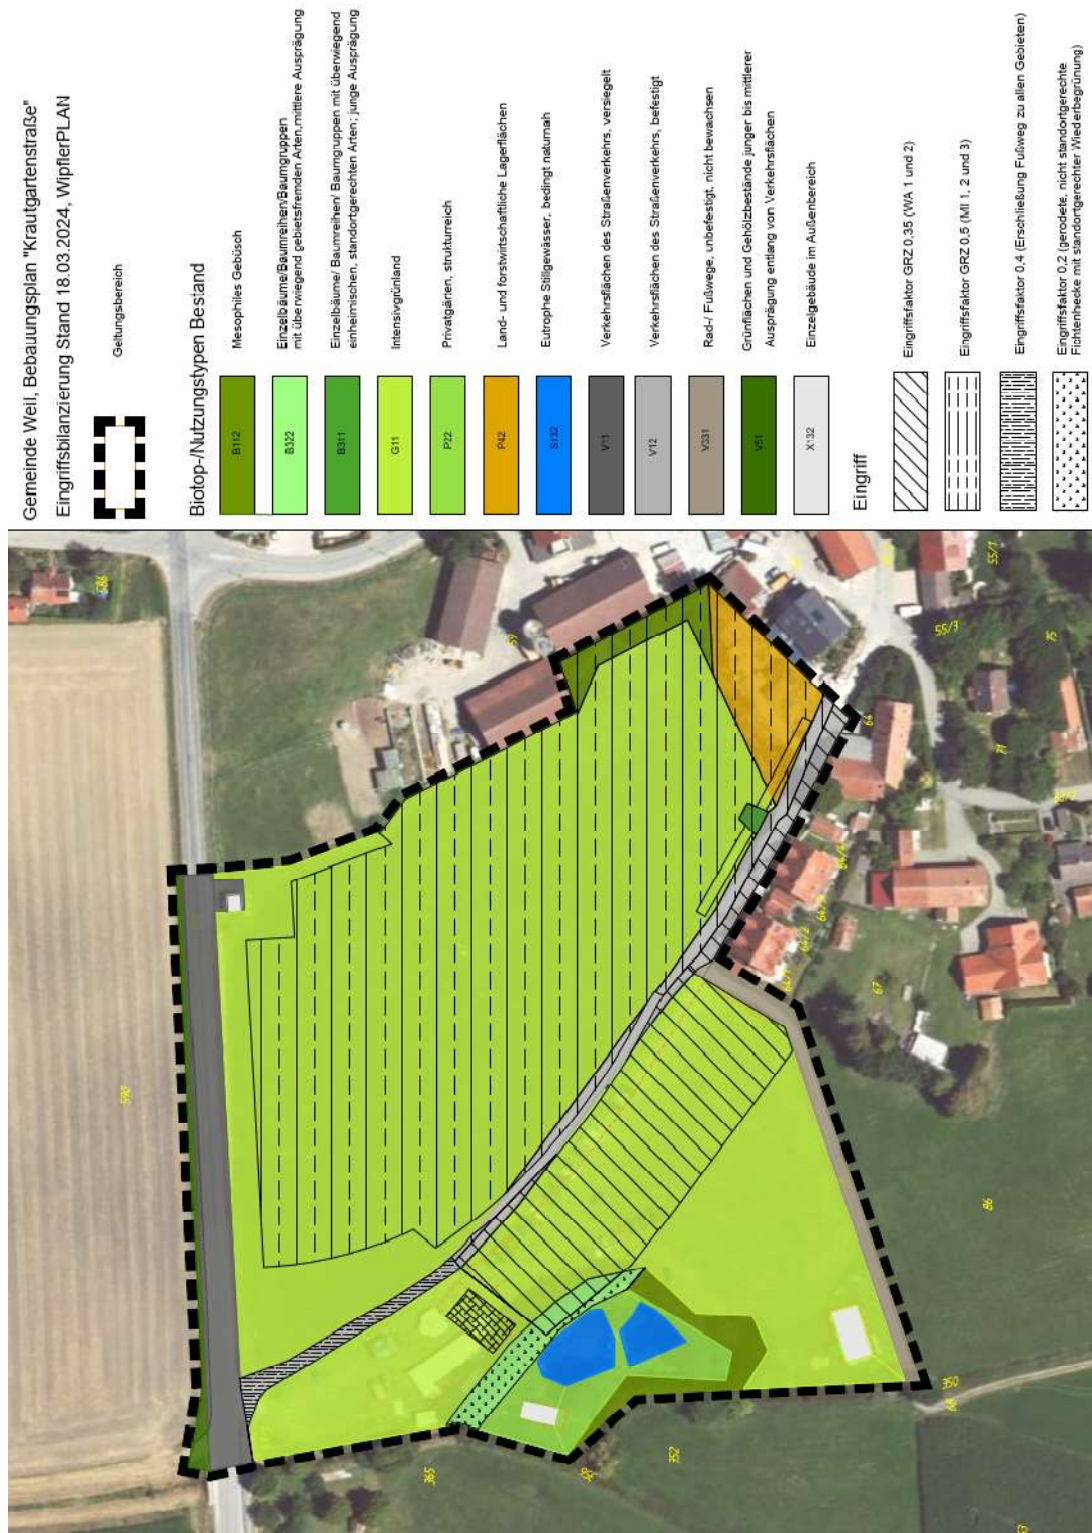 Gemeinde Weil, Bebauungsplan "Krautgartenstraße"
Eingriffsbilanzierung Stand 18.03.2024, WipflerPLAN
Geltungsbereich
Biotop-/Nutzungstypen Bestand
B112
Mesophiles Gebüsch
B322
Einzelbäume/Baumreihen/Baumgruppen
mit überwiegend gebietsfremden Arten,mittlere Ausprägung
B311
Einzelbäume/ Baumreihen/ Baumgruppen mit überwiegend
einheimischen, standortgerechten Arten; junge Ausprägung
G11
Intensivgrünland
P22
Privatgärten, strukturreich
P42
Land- und forstwirtschaftliche Lagerflächen
S132
Eutrophe Stillgewässer, bedingt naturnah
V11
Verkehrsflächen des Straßenverkehrs, versiegelt
V12
Verkehrsflächen des Straßenverkehrs, befestigt
V331
Rad-/ Fußwege, unbefestigt, nicht bewachsen
V51
Grünflächen und Gehölzbestände junger bis mittlerer
Ausprägung entlang von Verkehrsflächen
X132
Einzelgebäude im Außenbereich
Eingriff
Eingriffsfaktor GRZ 0,35 (WA 1 und 2)
Eingriffsfaktor GRZ 0,5 (MI 1, 2 und 3)
Eingriffsfaktor 0,4 (Erschließung Fußweg zu allen Gebieten)
Eingriffsfaktor 0,2 (gerodete, nicht standortgerechte
Fichtenhecke mit standortgerechter Wiederbegrünung)
586
590
59
55/1
55/3
75
64
71
64/3
64/2
67
86
350
68
352
365